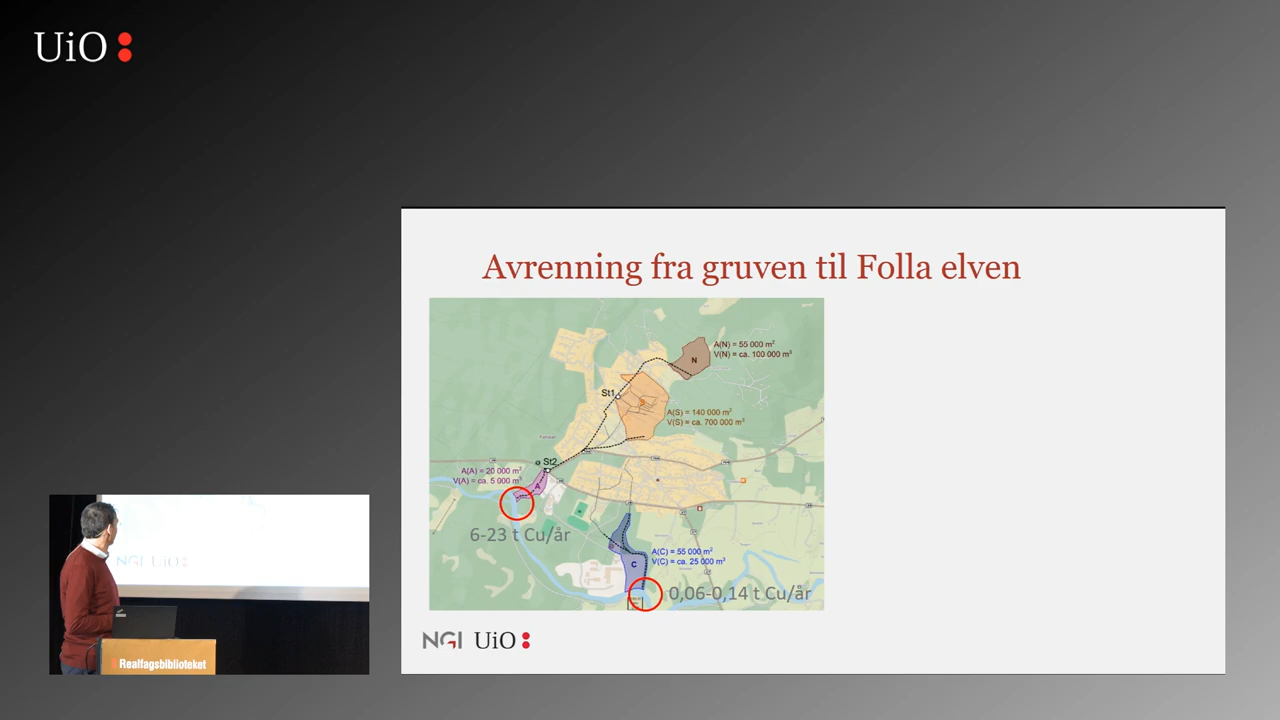 UiO
Avrenning fra gruven til Folla elven
N
A(N) = 55 000 m²
V(N) = ca. 100 000 m³
St1
S
A(S) = 140 000 m²
V(S) = ca. 700 000 m³
St2
A(A) = 20 000 m²
V(A) = ca. 5 000 m³
A
6-23 t Cu/år
A(C) = 55 000 m²
V(C) = ca. 25 000 m³
C
0,06-0,14 t Cu/år
NGI UiO
NGI UiO
Realfagsbiblioteket